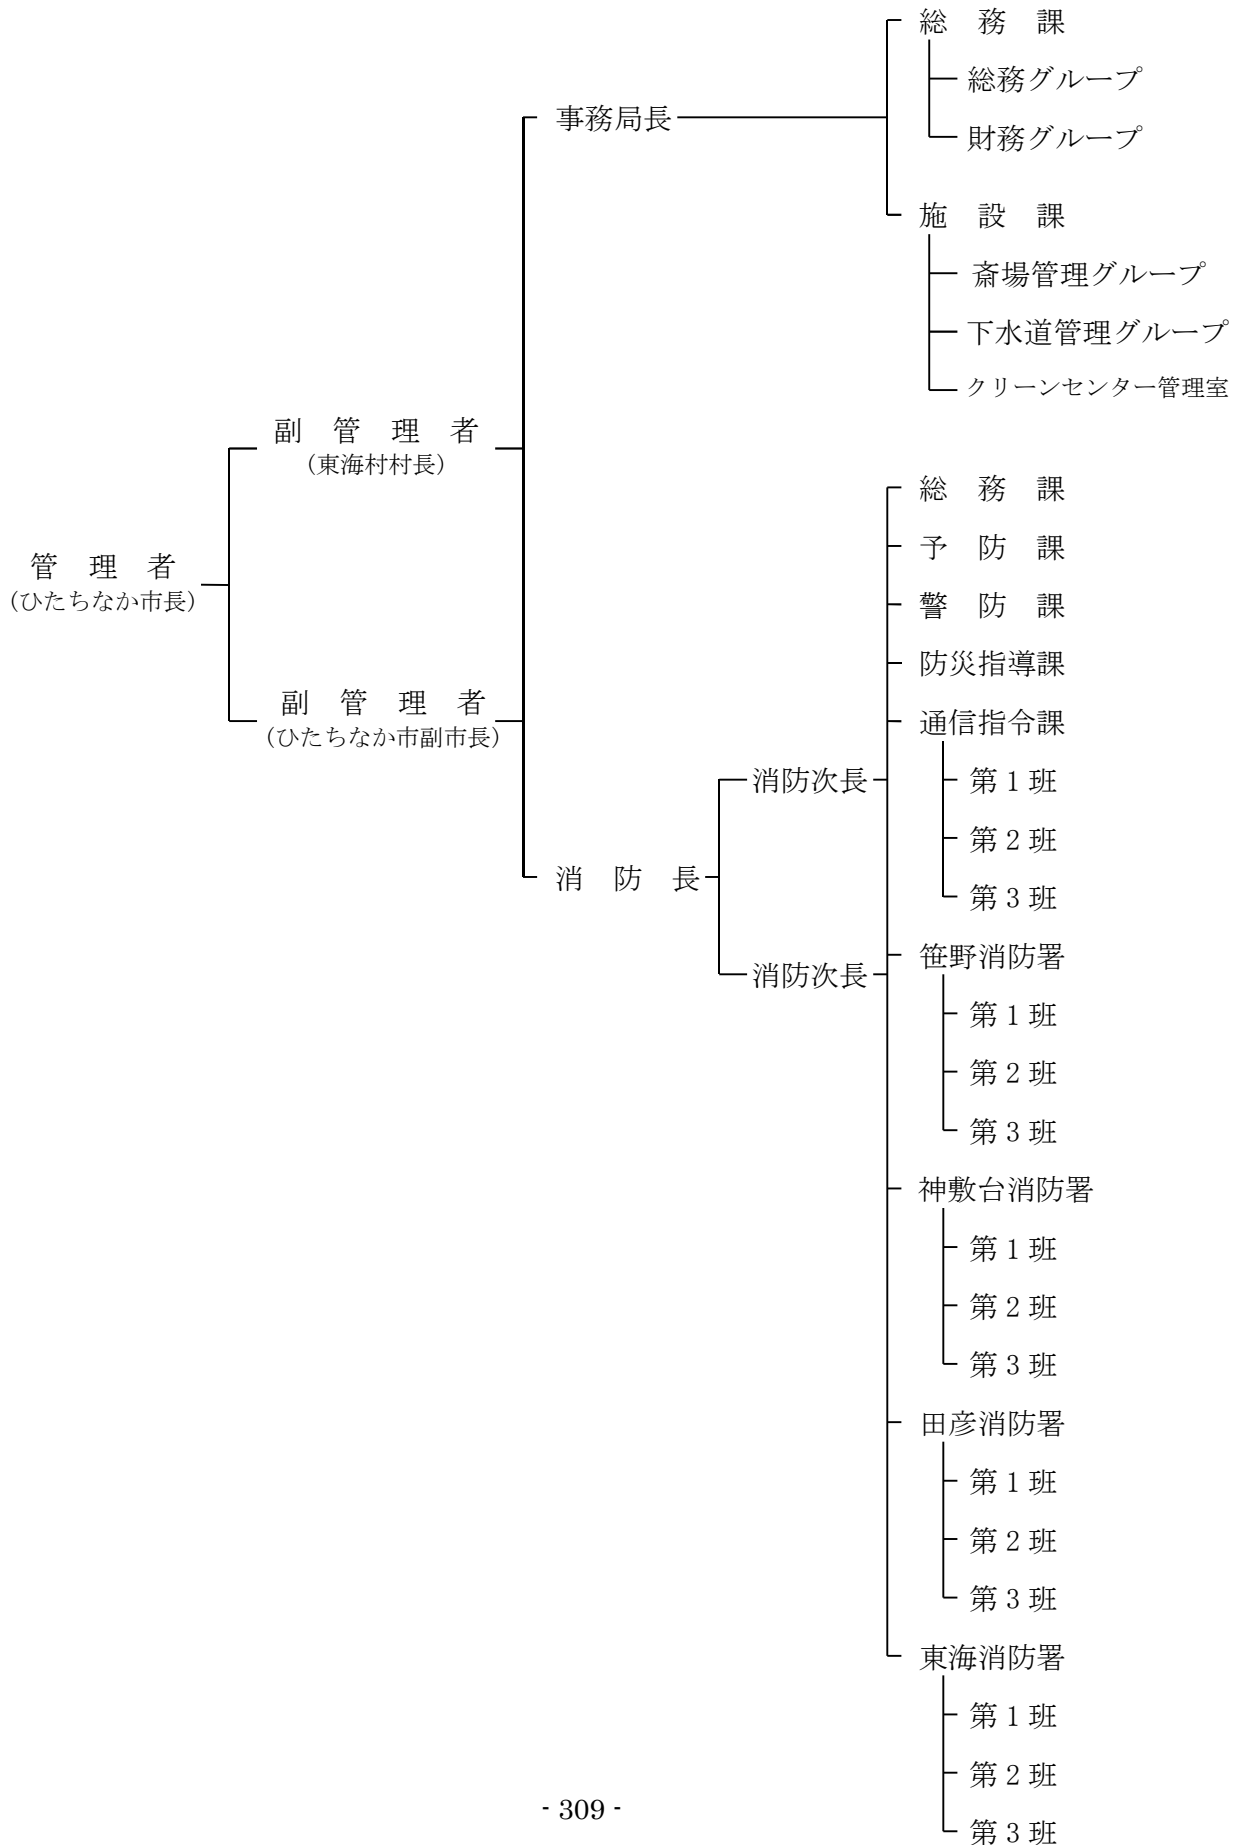 総　務　課
総務グループ
事務局長
財務グループ
施　設　課
斎場管理グループ
下水道管理グループ
クリーンセンター管理室
副　管　理　者
（東海村村長）
総　務　課
予　防　課
管　理　者
（ひたちなか市長）
警　防　課
防災指導課
副　管　理　者
（ひたちなか市副市長）
通信指令課
消防次長
第１班
第２班
消　防　長
第３班
笹野消防署
消防次長
第１班
第２班
第３班
神敷台消防署
第１班
第２班
第３班
田彦消防署
第１班
第２班
第３班
東海消防署
第１班
第２班
- 309 -
第３班